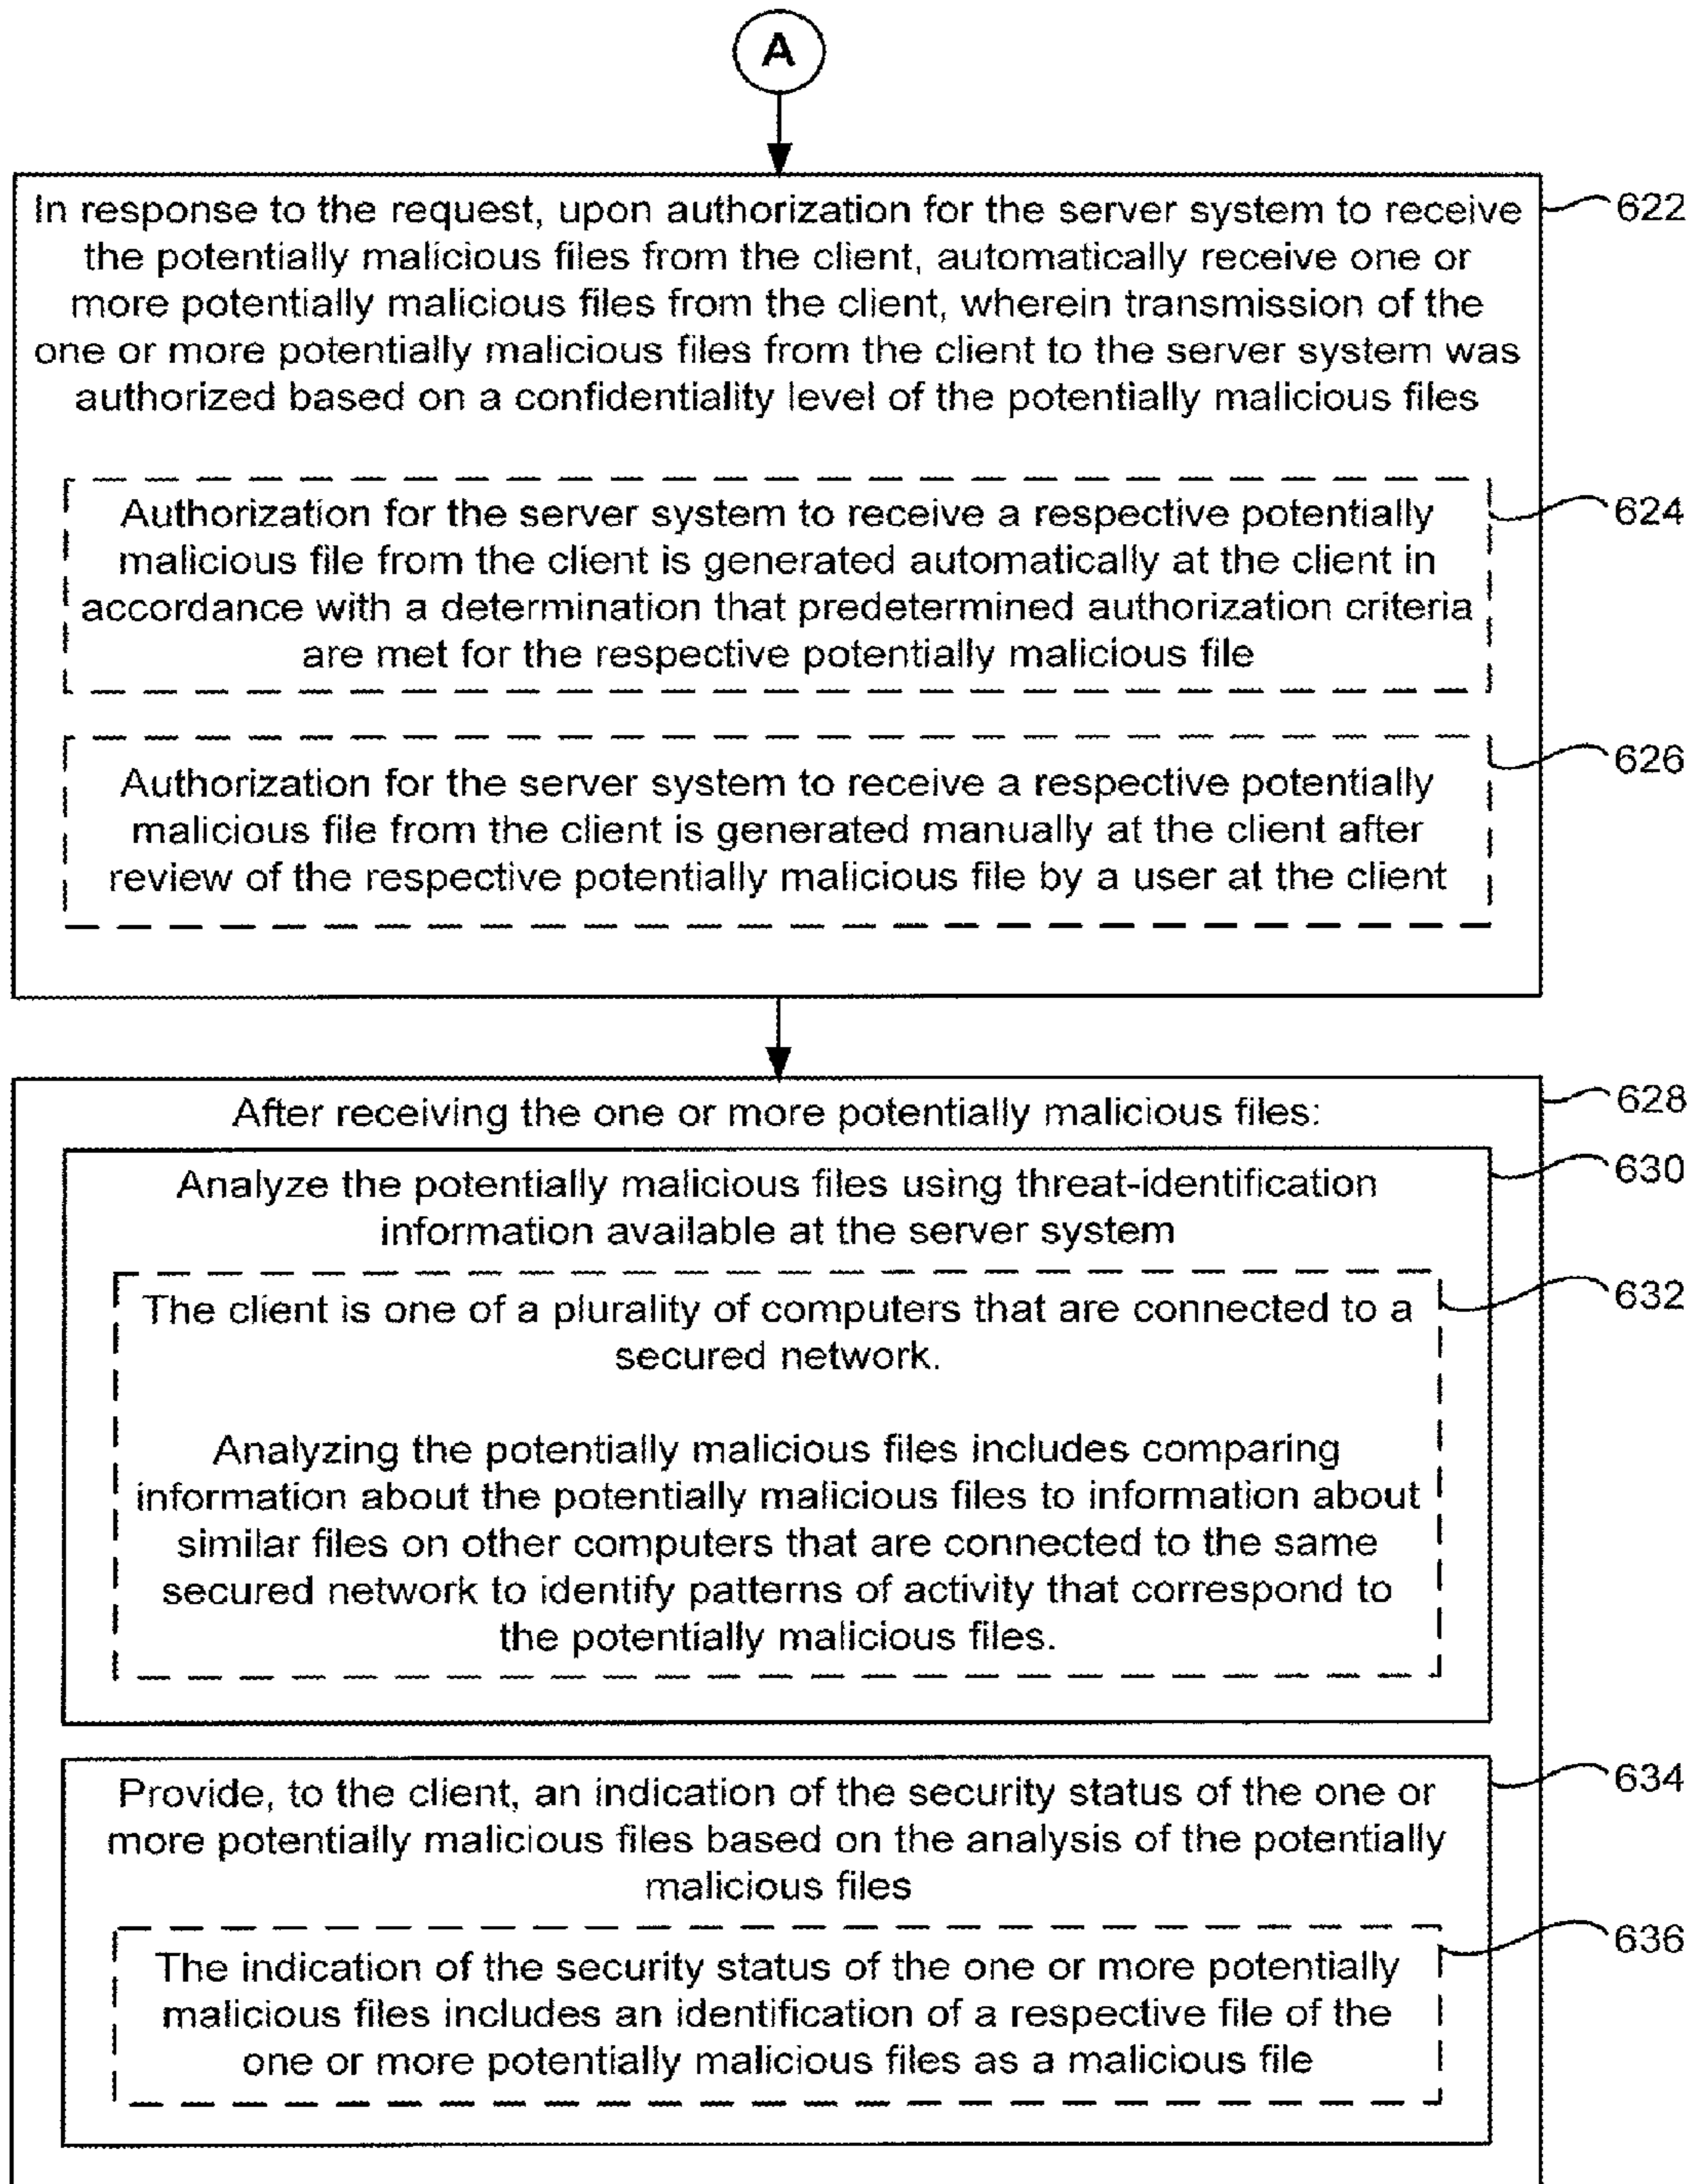 A
In response to the request, upon authorization for the server system to receive
the potentially malicious files from the client, automatically receive one or
more potentially malicious files from the client, wherein transmission of the
one or more potentially malicious files from the client to the server system was
authorized based on a confidentiality level of the potentially malicious files
622
Authorization for the server system to receive a respective potentially
malicious file from the client is generated automatically at the client in
accordance with a determination that predetermined authorization criteria
are met for the respective potentially malicious file
624
Authorization for the server system to receive a respective potentially
malicious file from the client is generated manually at the client after
review of the respective potentially malicious file by a user at the client
626
After receiving the one or more potentially malicious files:
628
Analyze the potentially malicious files using threat-identification
information available at the server system
630
The client is one of a plurality of computers that are connected to a
secured network.
632
Analyzing the potentially malicious files includes comparing
information about the potentially malicious files to information about
similar files on other computers that are connected to the same
secured network to identify patterns of activity that correspond to
the potentially malicious files.
Provide, to the client, an indication of the security status of the one or
more potentially malicious files based on the analysis of the potentially
malicious files
634
The indication of the security status of the one or more potentially
malicious files includes an identification of a respective file of the
one or more potentially malicious files as a malicious file
636